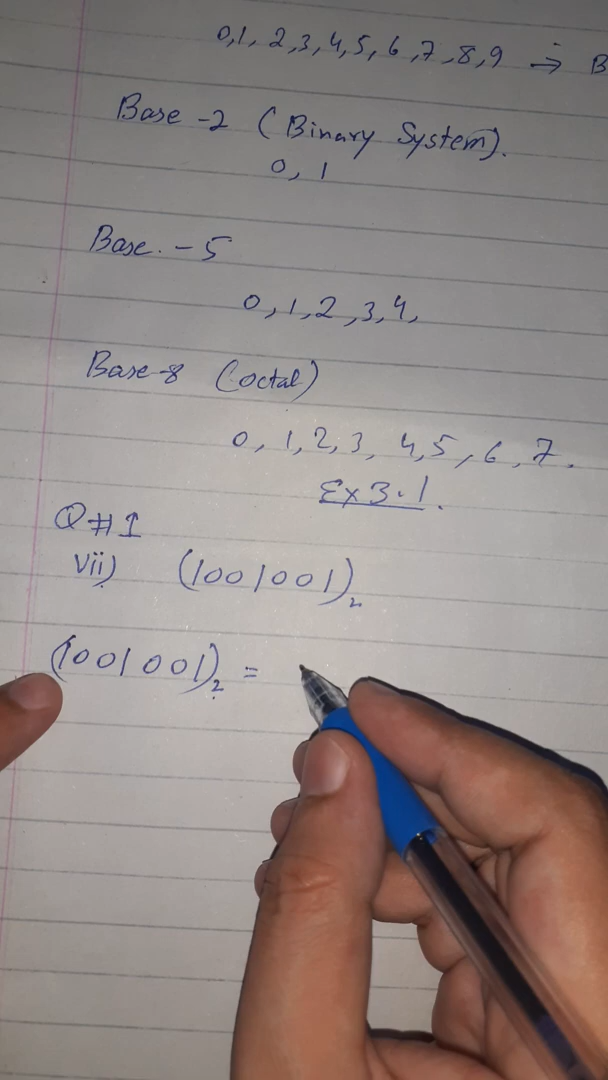 0,1, 2,3,4,5, 6,7,8,9 → B
Base -2 (Binary System).
0, 1
Base. -5
0,1,2,3,4,
Base-8 (octal)
0, 1,2,3, 4,5, 6,7.
Ex 3.1.
Q#1
vii) (1001001)₂
(1001001)₂ =